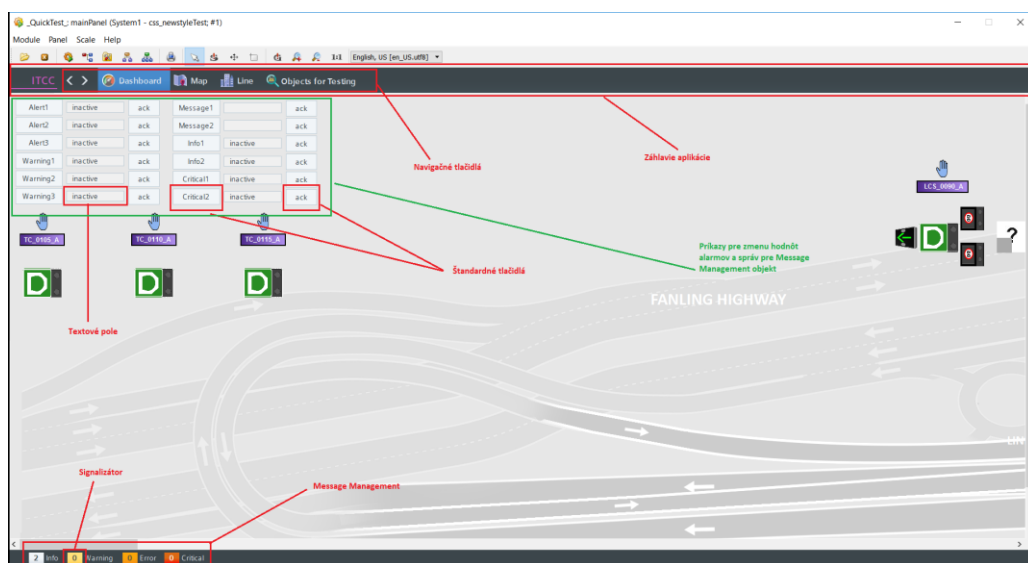 _QuickTest_: mainPanel (System1 - css_newstyleTest; #1)
Module Panel Scale Help
1:1 English, US [en_US.utf8]
ITCC Dashboard Map Line Objects for Testing
Alert1 inactive ack Message1 ack
Alert2 inactive ack Message2 ack
Alert3 inactive ack Info1 inactive ack
Warning1 inactive ack Info2 inactive ack
Warning2 inactive ack Critical1 inactive ack
Warning3 inactive ack Critical2 inactive ack
Navigačné tlačidlá
Záhlavie aplikácie
LCS_0090_A
TC_0105_A TC_0110_A TC_0115_A
?
Príkazy pre zmenu hodnôt
alarmov a správ pre Message
Management objekt
Štandardné tlačidlá
FANLING HIGHWAY
Textové pole
LIN
Signalizátor
Message Management
2 Info 0 Warning 0 Error 0 Critical